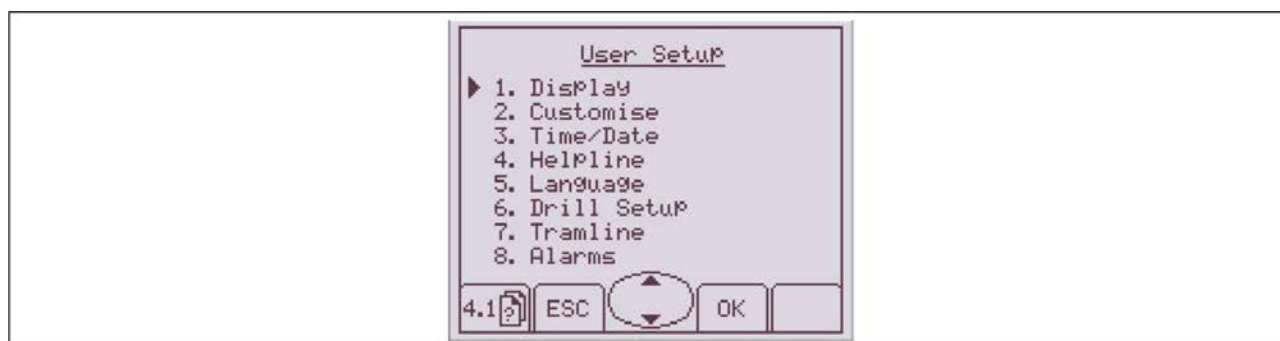 User Setup
1. Display
2. Customise
3. Time/Date
4. Helpline
5. Language
6. Drill Setup
7. Tramline
8. Alarms
4.1 ? ESC OK